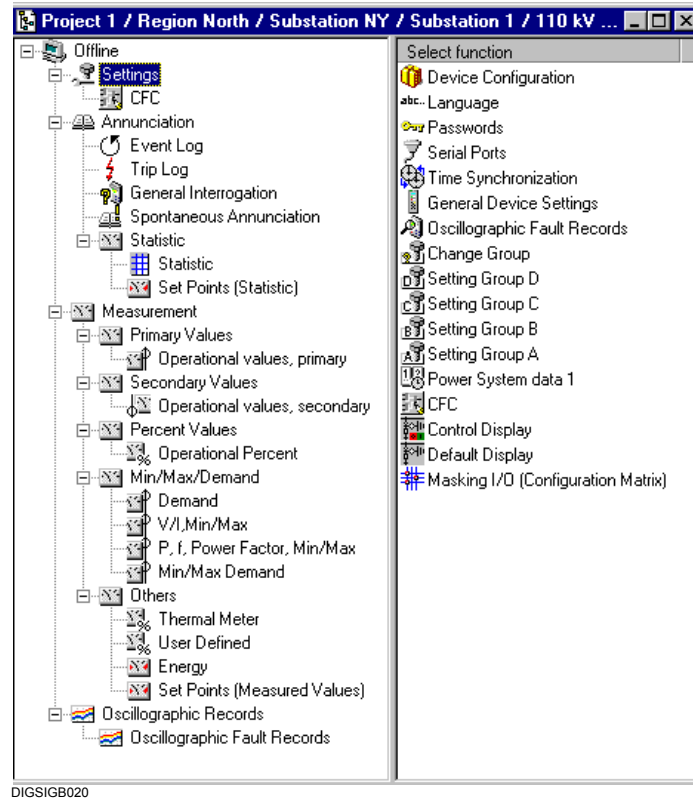 Project 1 / Region North / Substation NY / Substation 1 / 110 kV ...
Offline
Settings
CFC
Annunciation
Event Log
Trip Log
General Interrogation
Spontaneous Annunciation
Statistic
Statistic
Set Points (Statistic)
Measurement
Primary Values
Operational values, primary
Secondary Values
Operational values, secondary
Percent Values
Operational Percent
Min/Max/Demand
Demand
V/I,Min/Max
P, f, Power Factor, Min/Max
Min/Max Demand
Others
Thermal Meter
User Defined
Energy
Set Points (Measured Values)
Oscillographic Records
Oscillographic Fault Records
Select function
Device Configuration
abc.. Language
Passwords
Serial Ports
Time Synchronization
General Device Settings
Oscillographic Fault Records
Change Group
D Setting Group D
C Setting Group C
B Setting Group B
A Setting Group A
Power System data 1
CFC
Control Display
Default Display
Masking I/O (Configuration Matrix)
DIGSIGB020